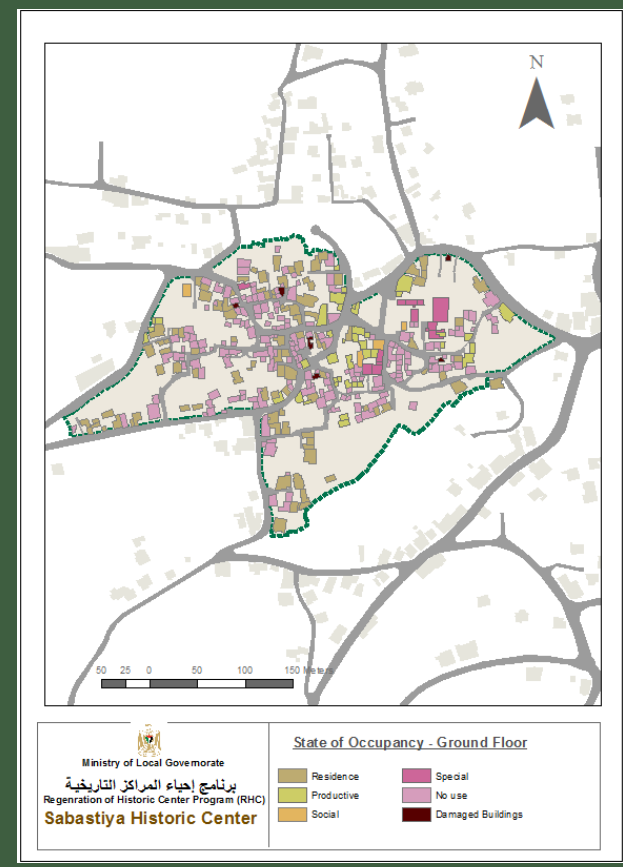 N
50 25 0 50 100 150 Meters
Ministry of Local Governorate
برنامج إحياء المراكز التاريخية
Regenration of Historic Center Program (RHC)
Sabastiya Historic Center
State of Occupancy - Ground Floor
Residence
Productive
Social
Special
No use
Damaged Buildings